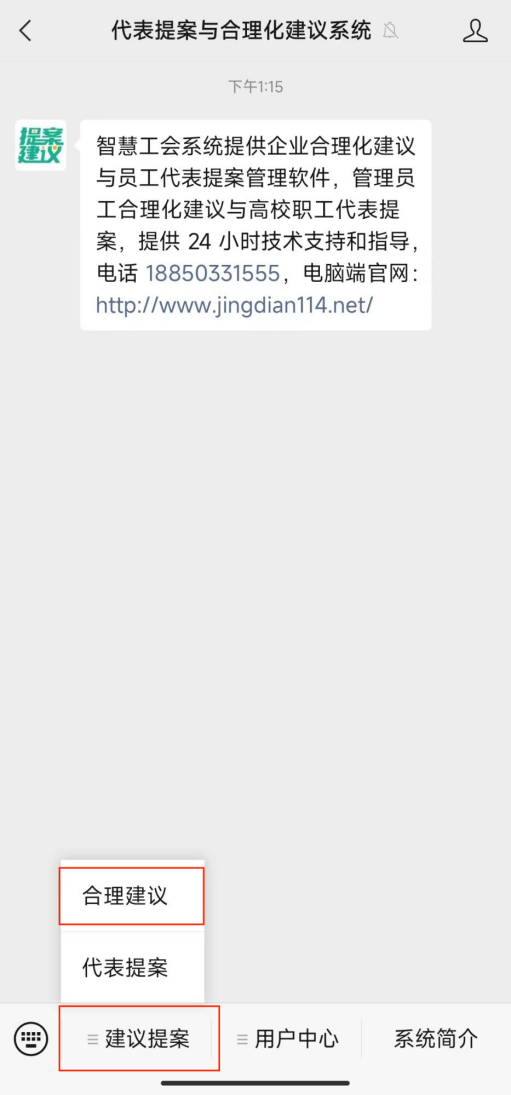 代表提案与合理化建议系统
下午1:15
提案
建议
智慧工会系统提供企业合理化建议
与员工代表提案管理软件，管理员
工合理化建议与高校职工代表提
案，提供 24 小时技术支持和指导，
电话 18850331555，电脑端官网：
http://www.jingdian114.net/
合理建议
代表提案
建议提案
用户中心
系统简介